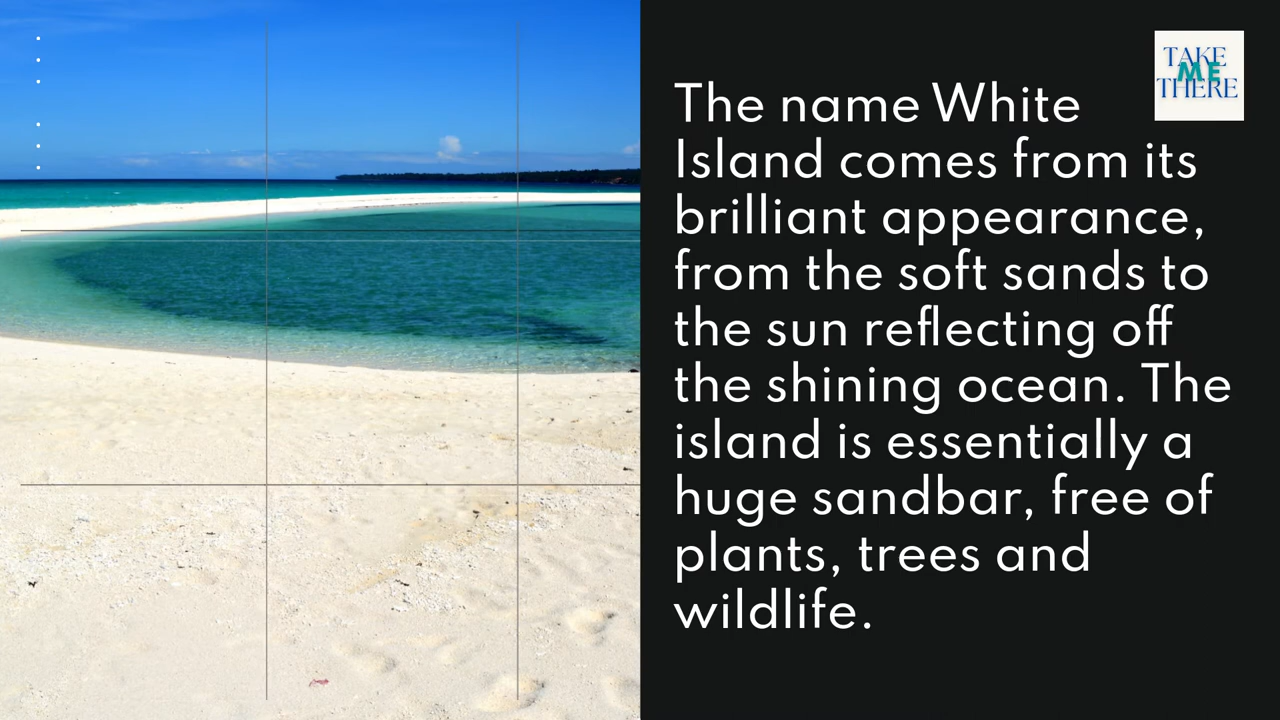 TAKE
ME
THERE
The name White
Island comes from its
brilliant appearance,
from the soft sands to
the sun reflecting off
the shining ocean. The
island is essentially a
huge sandbar, free of
plants, trees and
wildlife.